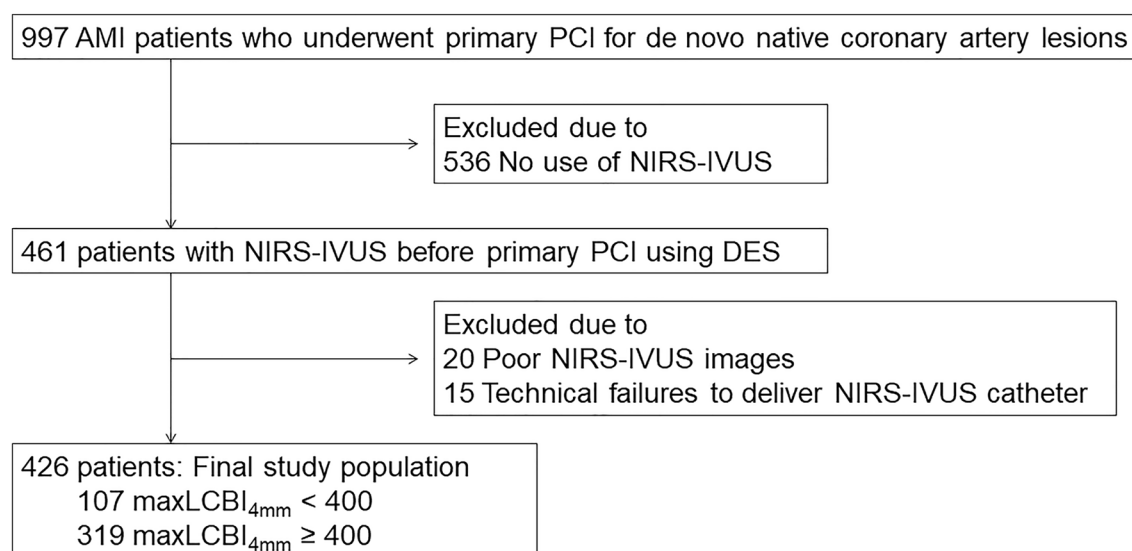 997 AMI patients who underwent primary PCI for de novo native coronary artery lesions
Excluded due to
536 No use of NIRS-IVUS
461 patients with NIRS-IVUS before primary PCI using DES
Excluded due to
20 Poor NIRS-IVUS images
15 Technical failures to deliver NIRS-IVUS catheter
426 patients: Final study population
107 maxLCBI4mm < 400
319 maxLCBI4mm ≥ 400